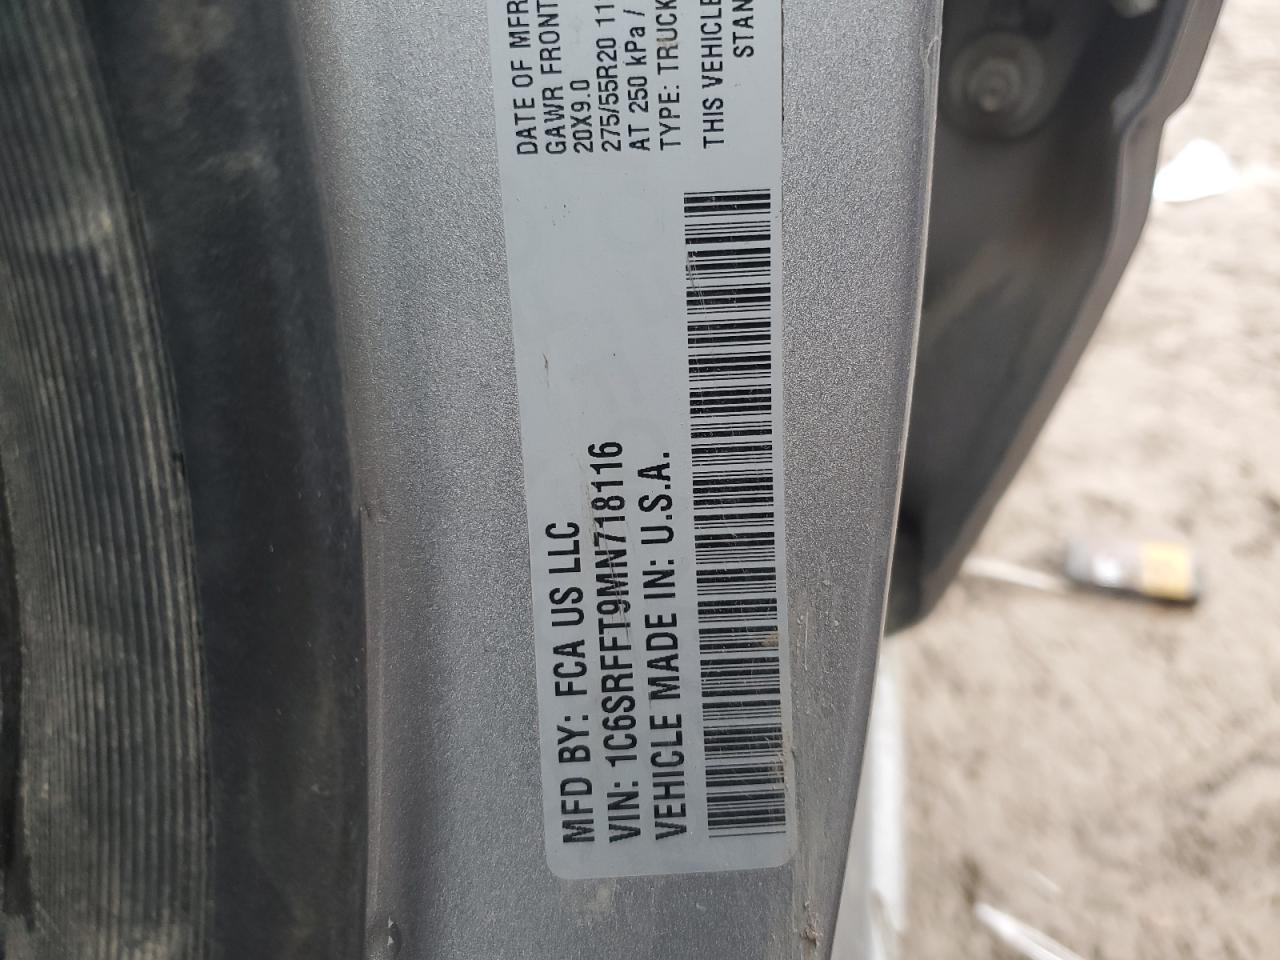 MFD BY: FCA US LLC
VIN: 1C6SRFFT9MN718116
VEHICLE MADE IN: U.S.A.
DATE OF MFR
GAWR FRONT
20X9.0
275/55R20 11
AT 250 kPa /
TYPE: TRUCK
THIS VEHICLE
STAN